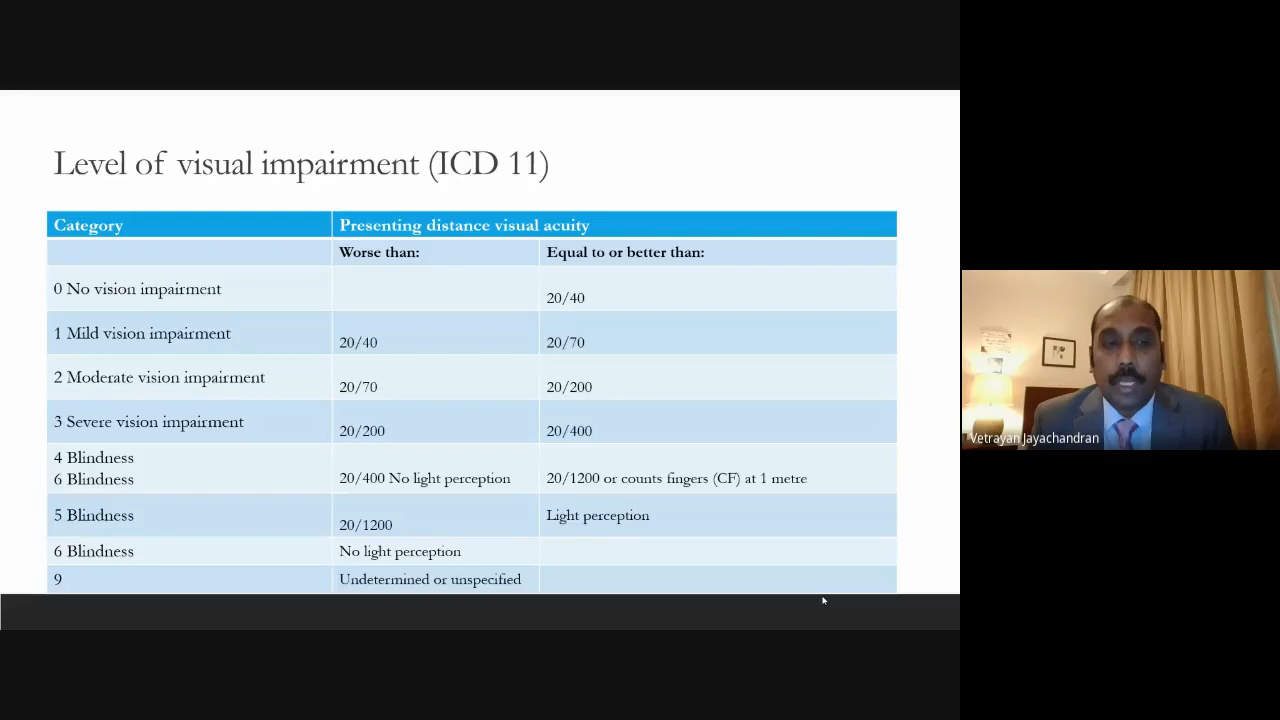 Level of visual impairment (ICD 11)
Category Presenting distance visual acuity
Worse than: Equal to or better than:
0 No vision impairment 20/40
1 Mild vision impairment 20/40 20/70
2 Moderate vision impairment 20/70 20/200
3 Severe vision impairment 20/200 20/400
4 Blindness
6 Blindness 20/400 No light perception 20/1200 or counts fingers (CF) at 1 metre
5 Blindness 20/1200 Light perception
6 Blindness No light perception
9 Undetermined or unspecified
Vetrayan Jayachandran